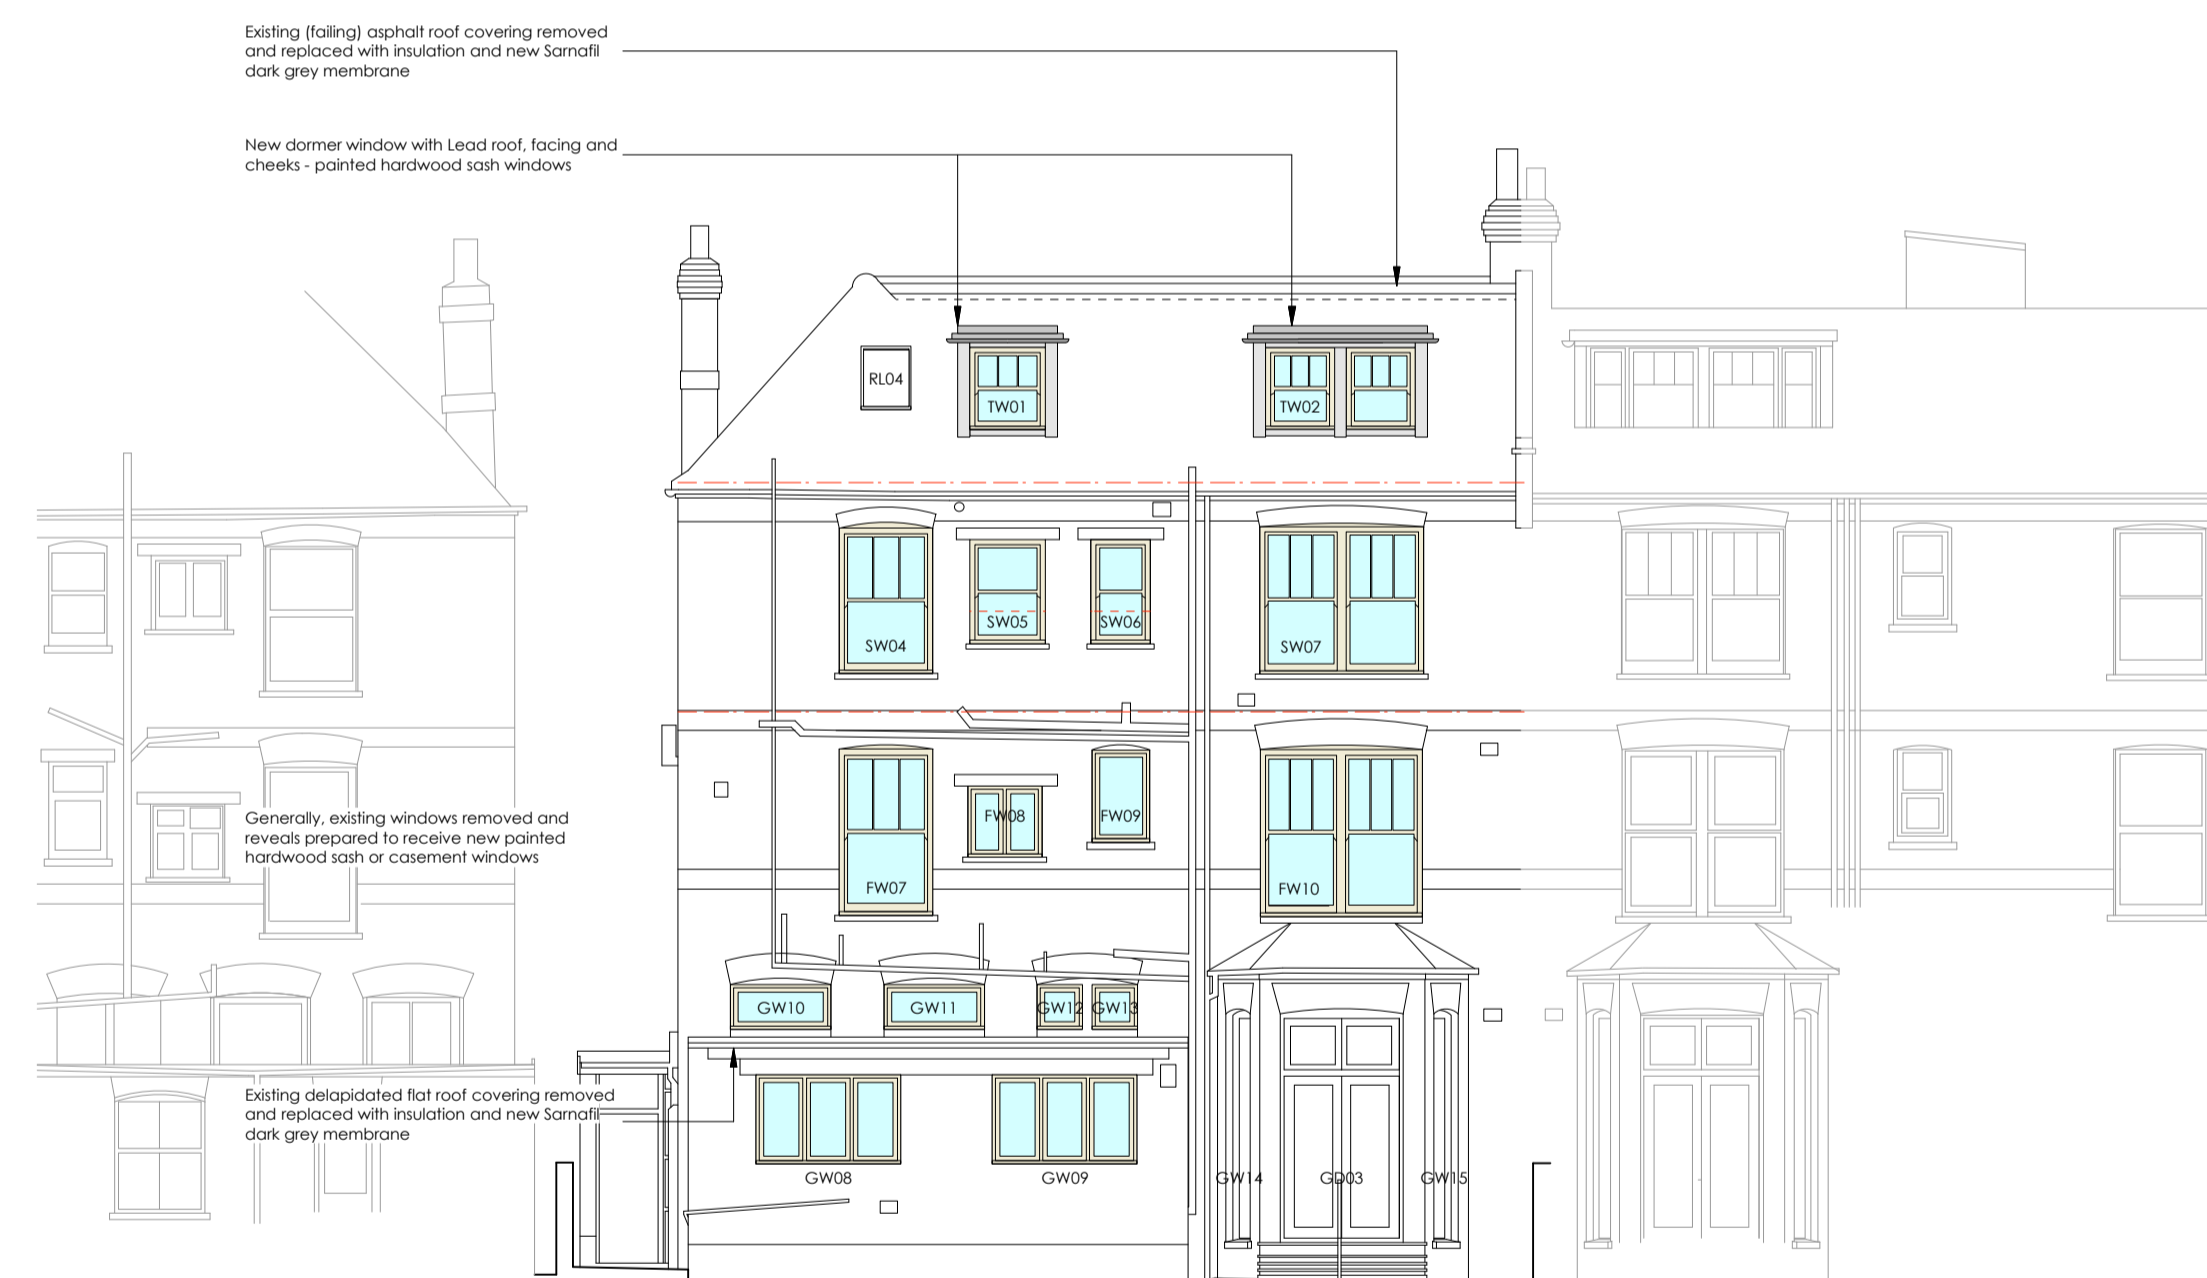 Existing (failing) asphalt roof covering removed
and replaced with insulation and new Sarnafil
dark grey membrane
New dormer window with Lead roof, facing and
cheeks - painted hardwood sash windows
RL04
TW01
TW02
SW04
SW05
SW06
SW07
Generally, existing windows removed and
reveals prepared to receive new painted
hardwood sash or casement windows
FW07
FW08
FW09
FW10
GW10
GW11
GW12
GW13
Existing delapidated flat roof covering removed
and replaced with insulation and new Sarnafil
dark grey membrane
GW08
GW09
GW14
GD03
GW15